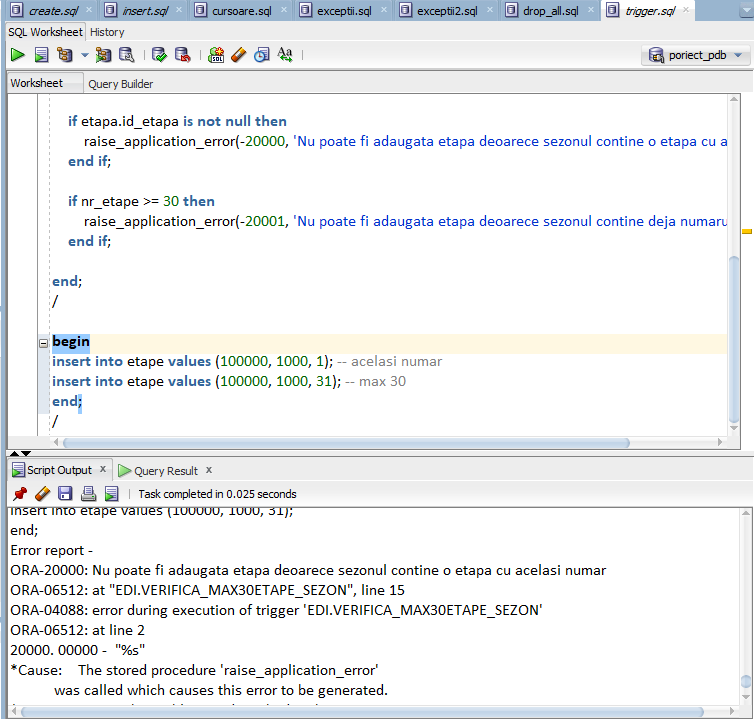 create.sql insert.sql cursoare.sql exceptii.sql exceptii2.sql drop_all.sql trigger.sql
SQL Worksheet History
poriect_pdb
Worksheet Query Builder
if etapa.id_etapa is not null then
raise_application_error(-20000, 'Nu poate fi adaugata etapa deoarece sezonul contine o etapa cu a
end if;
if nr_etape >= 30 then
raise_application_error(-20001, 'Nu poate fi adaugata etapa deoarece sezonul contine deja numaru
end if;
end;
/
begin
insert into etape values (100000, 1000, 1); -- acelasi numar
insert into etape values (100000, 1000, 31); -- max 30
end;
/
Script Output x Query Result x
Task completed in 0.025 seconds
insert into etape values (100000, 1000, 31);
end;
Error report -
ORA-20000: Nu poate fi adaugata etapa deoarece sezonul contine o etapa cu acelasi numar
ORA-06512: at "EDI.VERIFICA_MAX30ETAPE_SEZON", line 15
ORA-04088: error during execution of trigger 'EDI.VERIFICA_MAX30ETAPE_SEZON'
ORA-06512: at line 2
20000. 00000 - "%s"
*Cause: The stored procedure 'raise_application_error'
was called which causes this error to be generated.